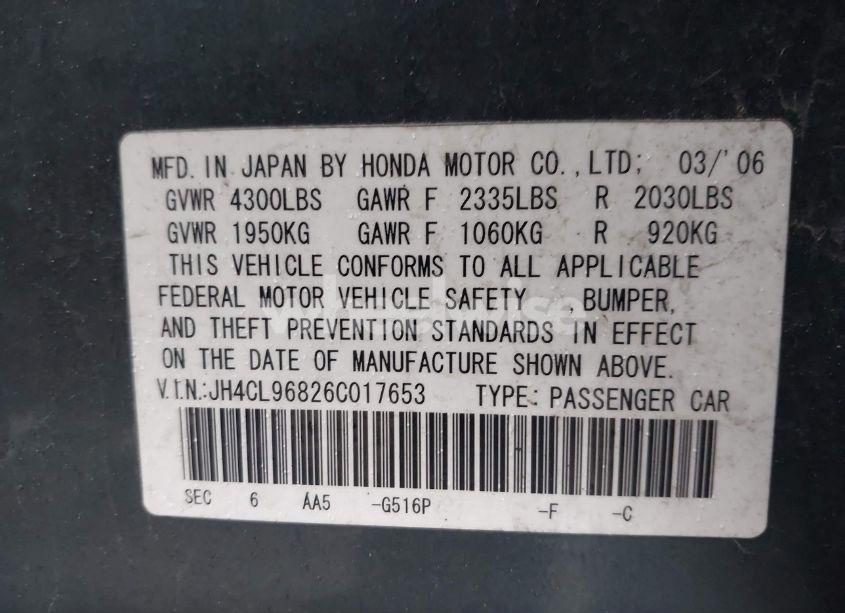 MFD. IN JAPAN BY HONDA MOTOR CO.,LTD; 03/'06
GVWR 4300LBS GAWR F 2335LBS R 2030LBS
GVWR 1950KG GAWR F 1060KG R 920KG
THIS VEHICLE CONFORMS TO ALL APPLICABLE
FEDERAL MOTOR VEHICLE SAFETY ,BUMPER,
AND THEFT PREVENTION STANDARDS IN EFFECT
ON THE DATE OF MANUFACTURE SHOWN ABOVE.
V.I.N.:JH4CL96826C017653 TYPE: PASSENGER CAR
SEC 6 AA5 -G516P -F -C